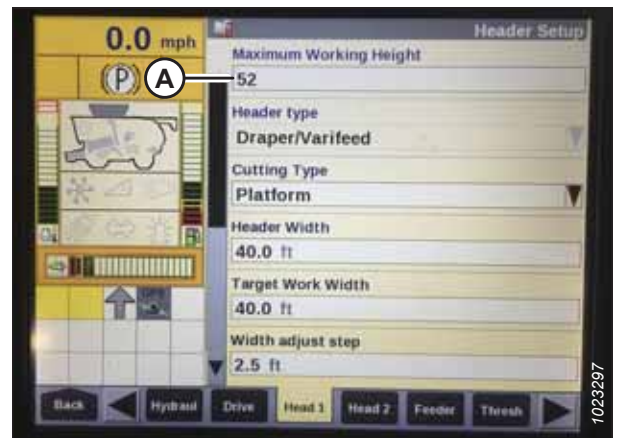 0.0 mph
Header Setup
(P)
A
Maximum Working Height
52
Header type
Draper/Varifeed
Cutting Type
Platform
Header Width
40.0 ft
Target Work Width
40.0 ft
Width adjust step
2.5 ft
Back
Hydraul
Drive
Head 1
Head 2
Feeder
Thresh
1023297